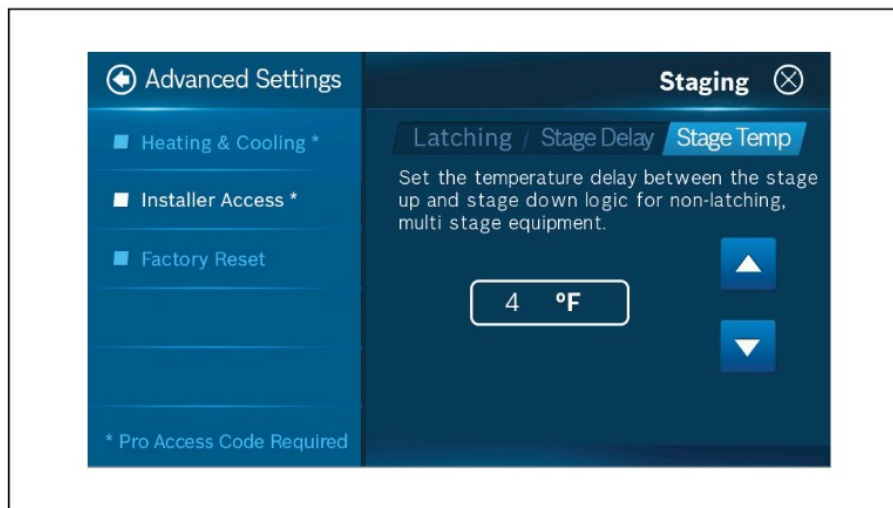 Advanced Settings
Heating & Cooling *
Installer Access *
Factory Reset
* Pro Access Code Required
Staging
Latching / Stage Delay Stage Temp
Set the temperature delay between the stage
up and stage down logic for non-latching,
multi stage equipment.
4 °F